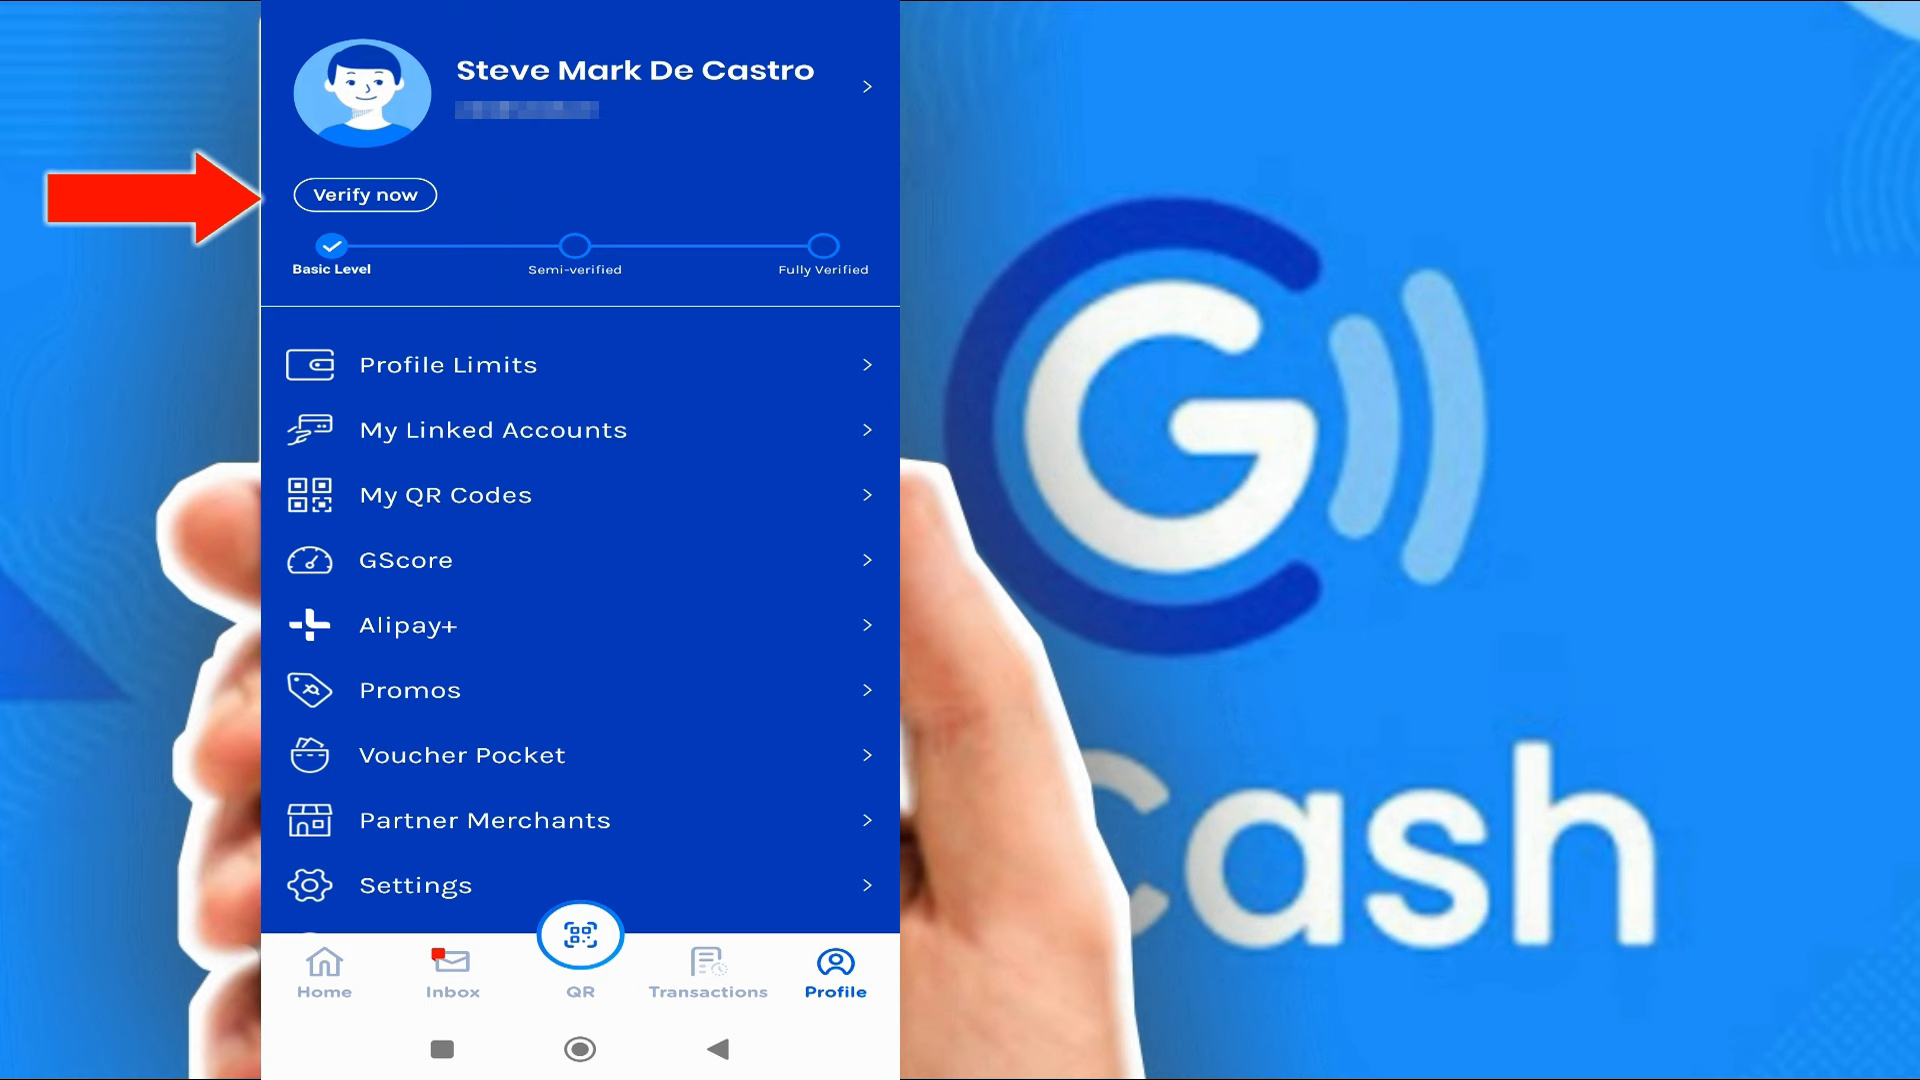 Steve Mark De Castro
Verify now
Basic Level
Semi-verified
Fully Verified
Profile Limits
My Linked Accounts
My QR Codes
GScore
Alipay+
Promos
Voucher Pocket
Partner Merchants
Settings
Home
Inbox
QR
Transactions
Profile
G
Cash